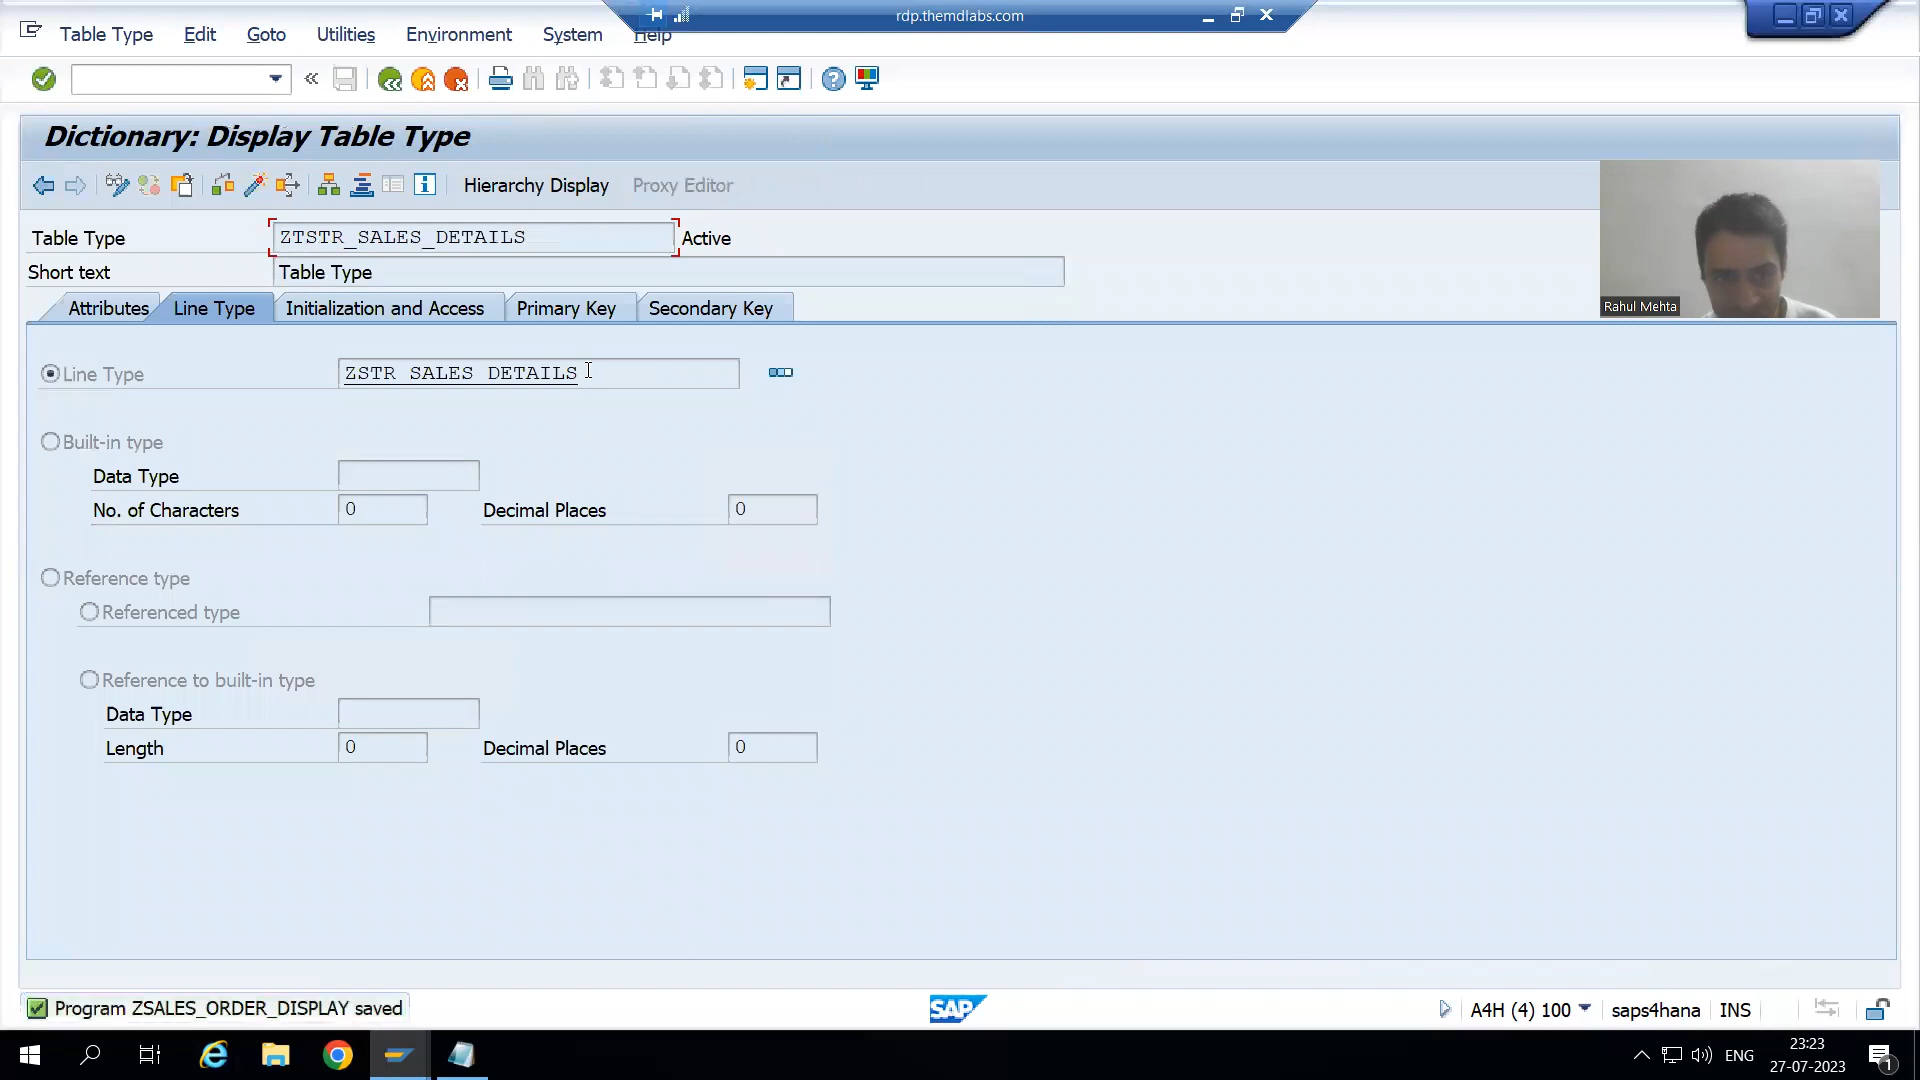 rdp.themdlabs.com
Table Type Edit Goto Utilities Environment System Help
Dictionary: Display Table Type
Hierarchy Display Proxy Editor
Table Type ZTSTR_SALES_DETAILS Active
Short text Table Type
Attributes Line Type Initialization and Access Primary Key Secondary Key
Rahul Mehta
Line Type ZSTR_SALES_DETAILS
Built-in type
Data Type
No. of Characters 0 Decimal Places 0
Reference type
Referenced type
Reference to built-in type
Data Type
Length 0 Decimal Places 0
Program ZSALES_ORDER_DISPLAY saved SAP A4H (4) 100 saps4hana INS
ENG 23:23
27-07-2023 1